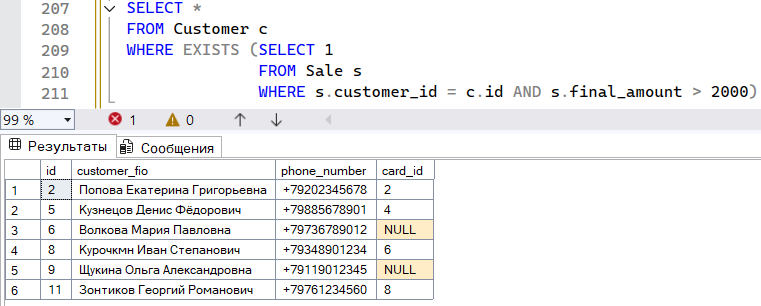 207 SELECT *
208 FROM Customer c
209 WHERE EXISTS (SELECT 1
210 FROM Sale s
211 WHERE s.customer_id = c.id AND s.final_amount > 2000)
99 % 1 0
Результаты Сообщения
id customer_fio phone_number card_id
1 2 Попова Екатерина Григорьевна +79202345678 2
2 5 Кузнецов Денис Фёдорович +79885678901 4
3 6 Волкова Мария Павловна +79736789012 NULL
4 8 Курочкмн Иван Степанович +79348901234 6
5 9 Щукина Ольга Александровна +79119012345 NULL
6 11 Зонтиков Георгий Романович +79761234560 8